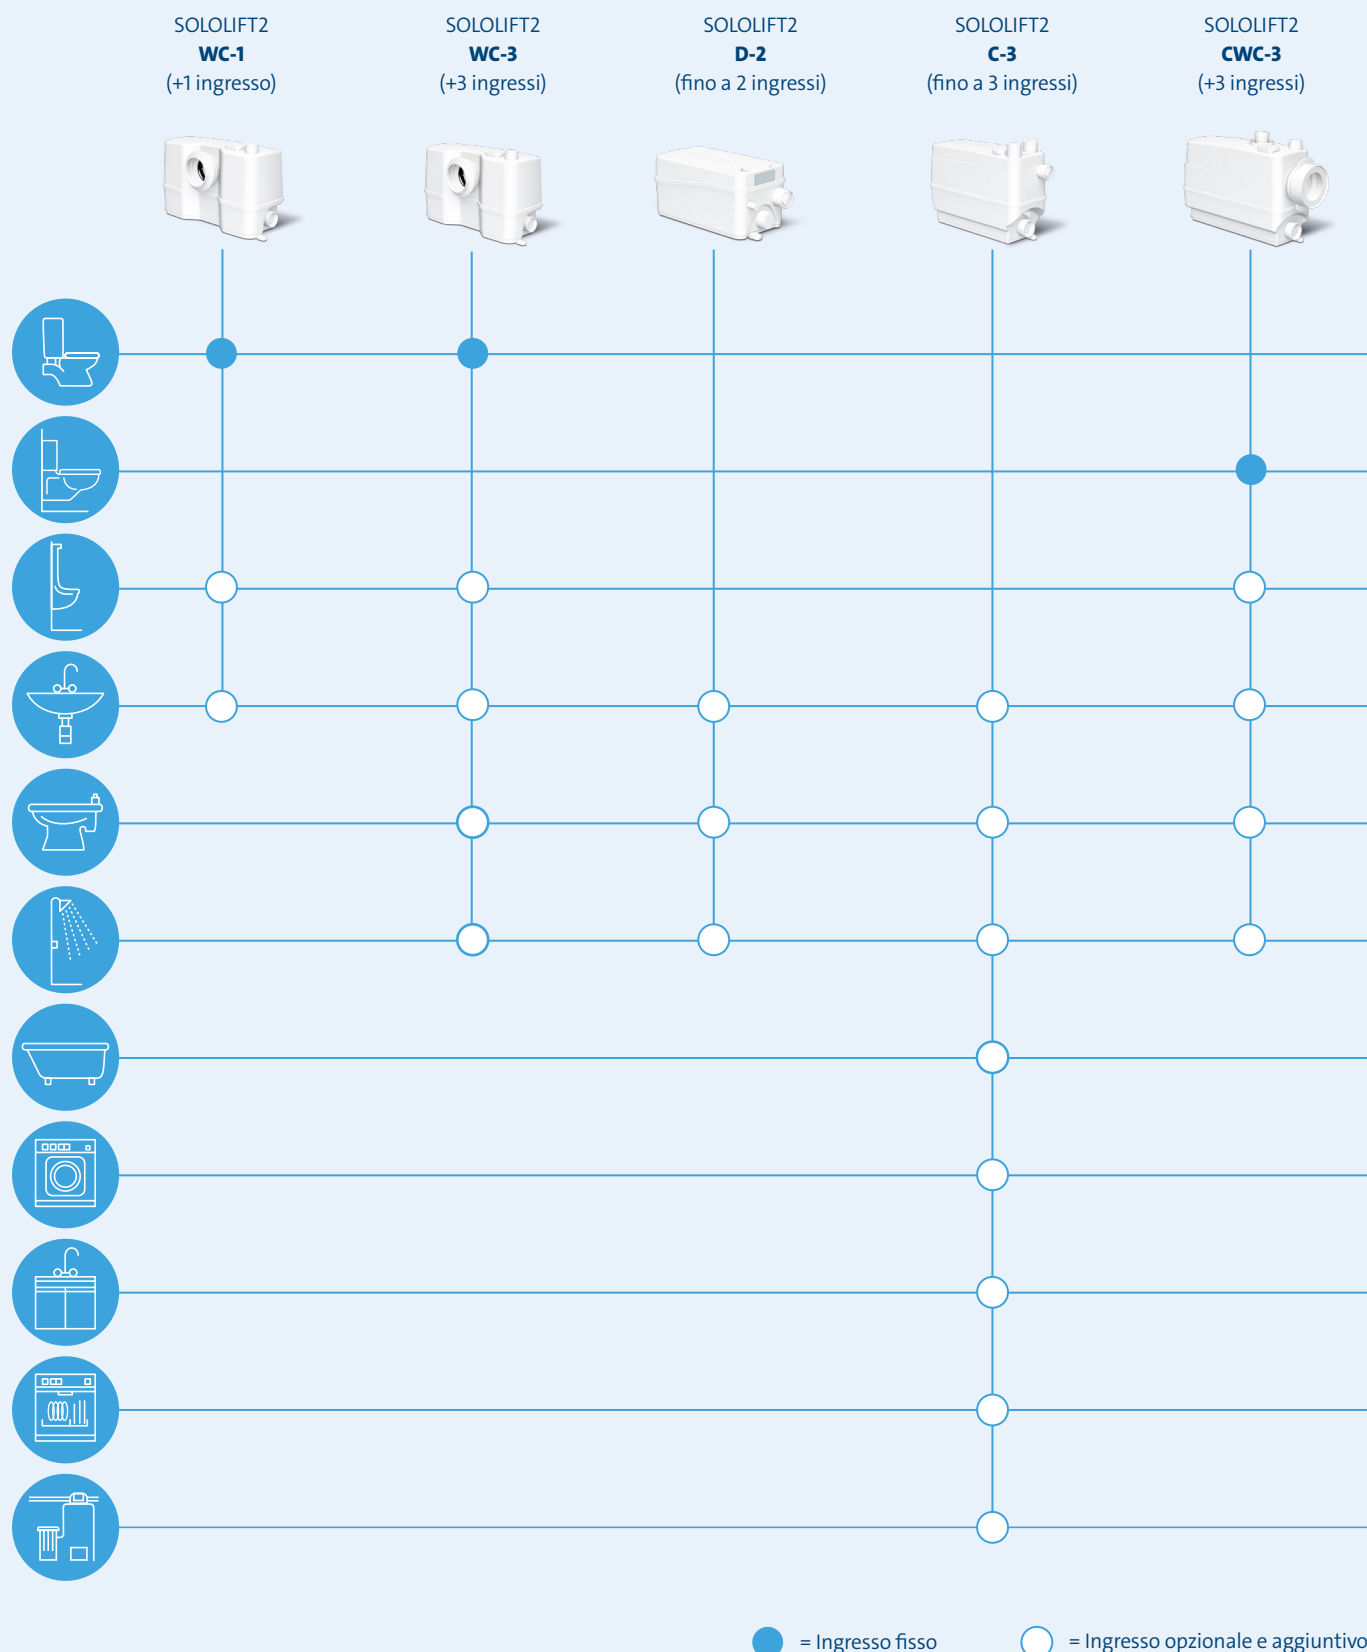 SOLOLIFT2
WC-1
(+1 ingresso)
SOLOLIFT2
WC-3
(+3 ingressi)
SOLOLIFT2
D-2
(fino a 2 ingressi)
SOLOLIFT2
C-3
(fino a 3 ingressi)
SOLOLIFT2
CWC-3
(+3 ingressi)
= Ingresso fisso
= Ingresso opzionale e aggiuntivo